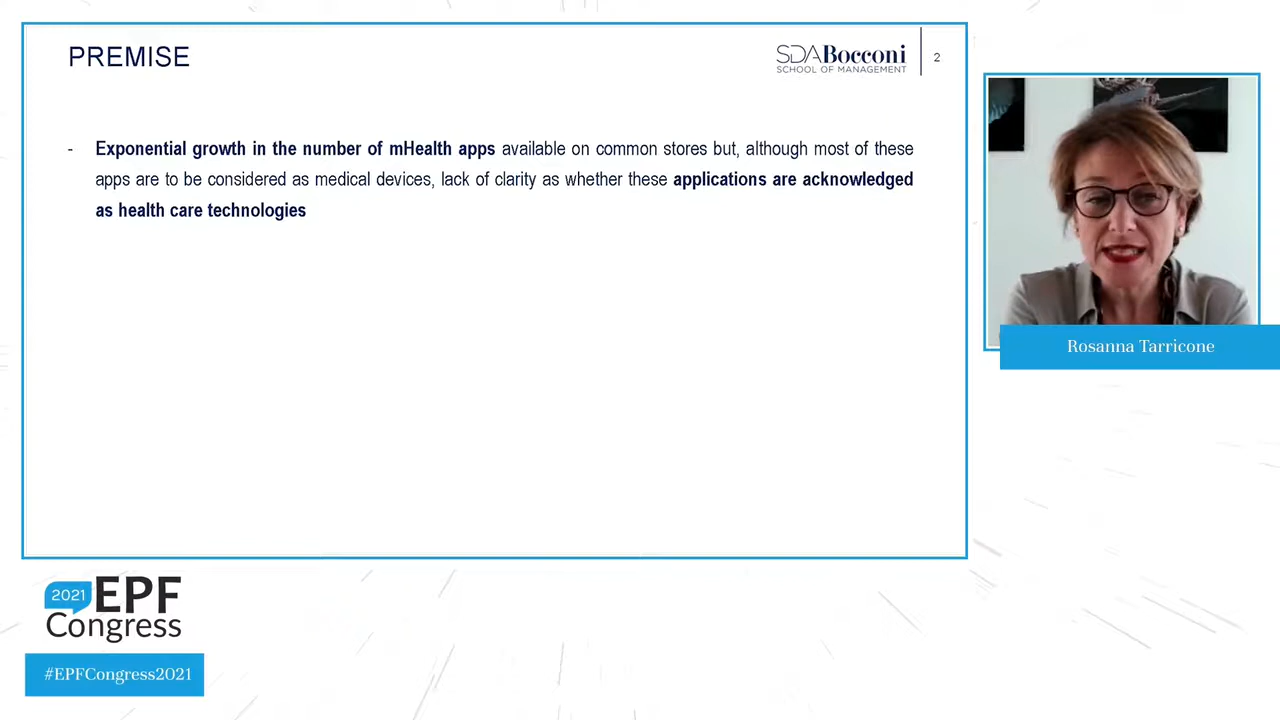 PREMISE
SDABocconi
SCHOOL OF MANAGEMENT
2
- Exponential growth in the number of mHealth apps available on common stores but, although most of these
apps are to be considered as medical devices, lack of clarity as whether these applications are acknowledged
as health care technologies
Rosanna Tarricone
2021 EPF
Congress
#EPFCongress2021